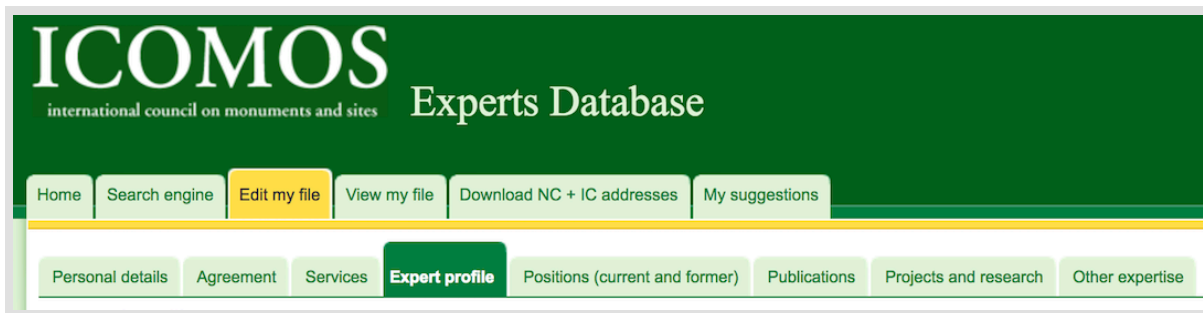 ICOMOS
international council on monuments and sites
Experts Database
Home Search engine Edit my file View my file Download NC + IC addresses My suggestions
Personal details Agreement Services Expert profile Positions (current and former) Publications Projects and research Other expertise